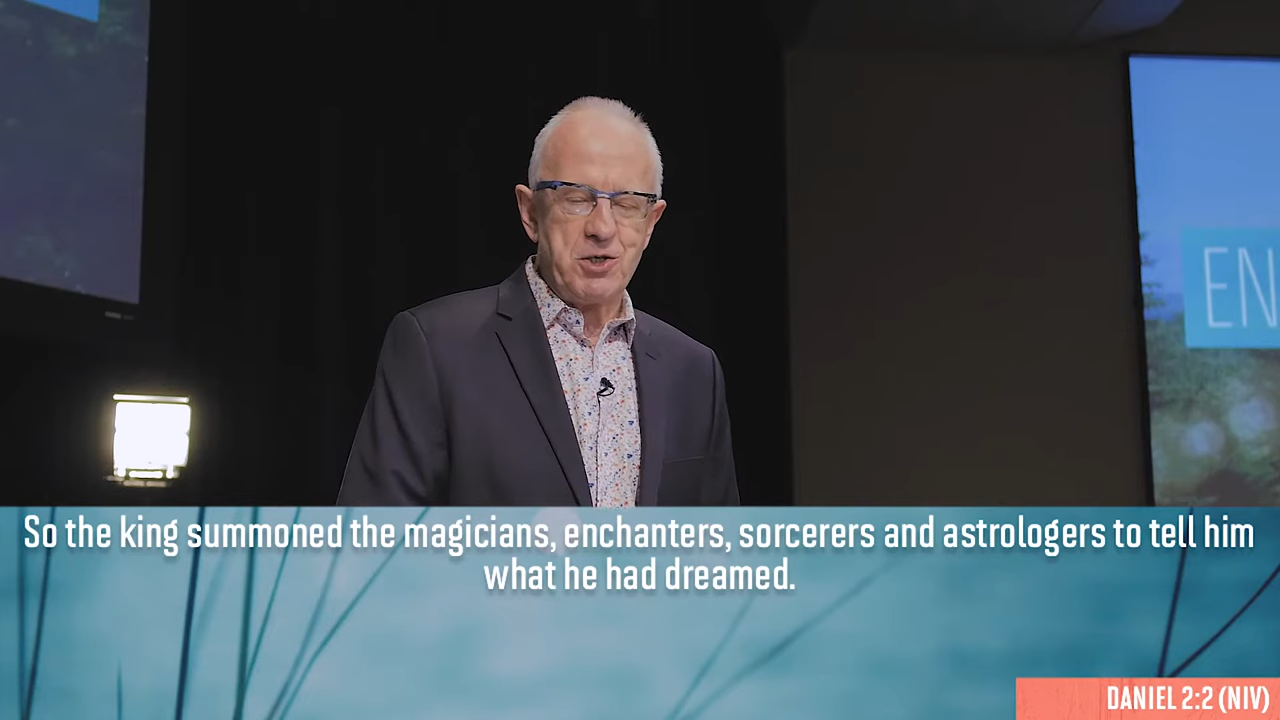 EN
So the king summoned the magicians, enchanters, sorcerers and astrologers to tell him
what he had dreamed.
DANIEL 2:2 (NIV)